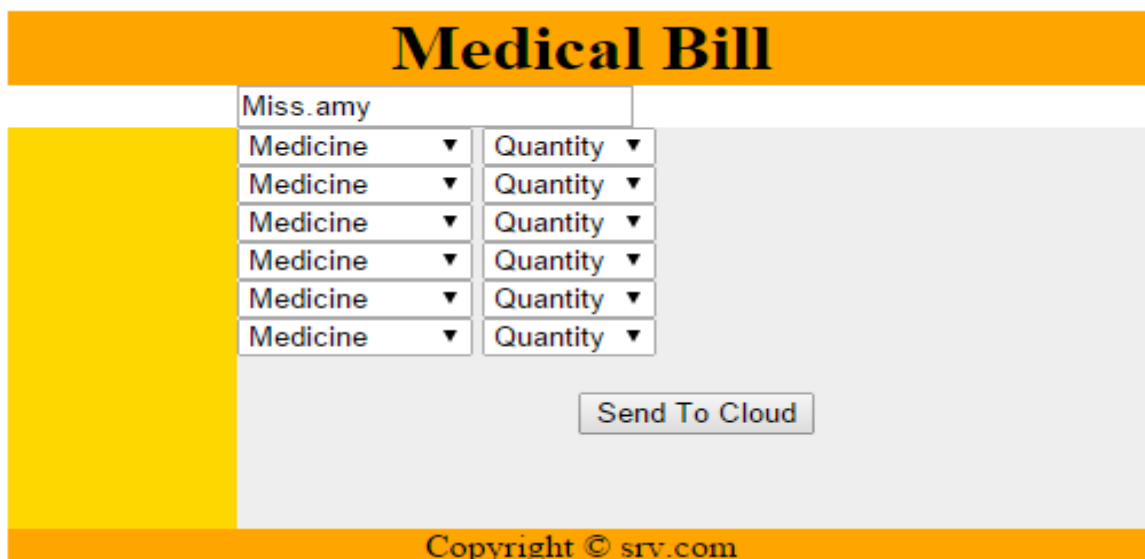 Medical Bill
Miss.amy
Medicine Quantity
Medicine Quantity
Medicine Quantity
Medicine Quantity
Medicine Quantity
Medicine Quantity
Send To Cloud
Copyright © srv.com